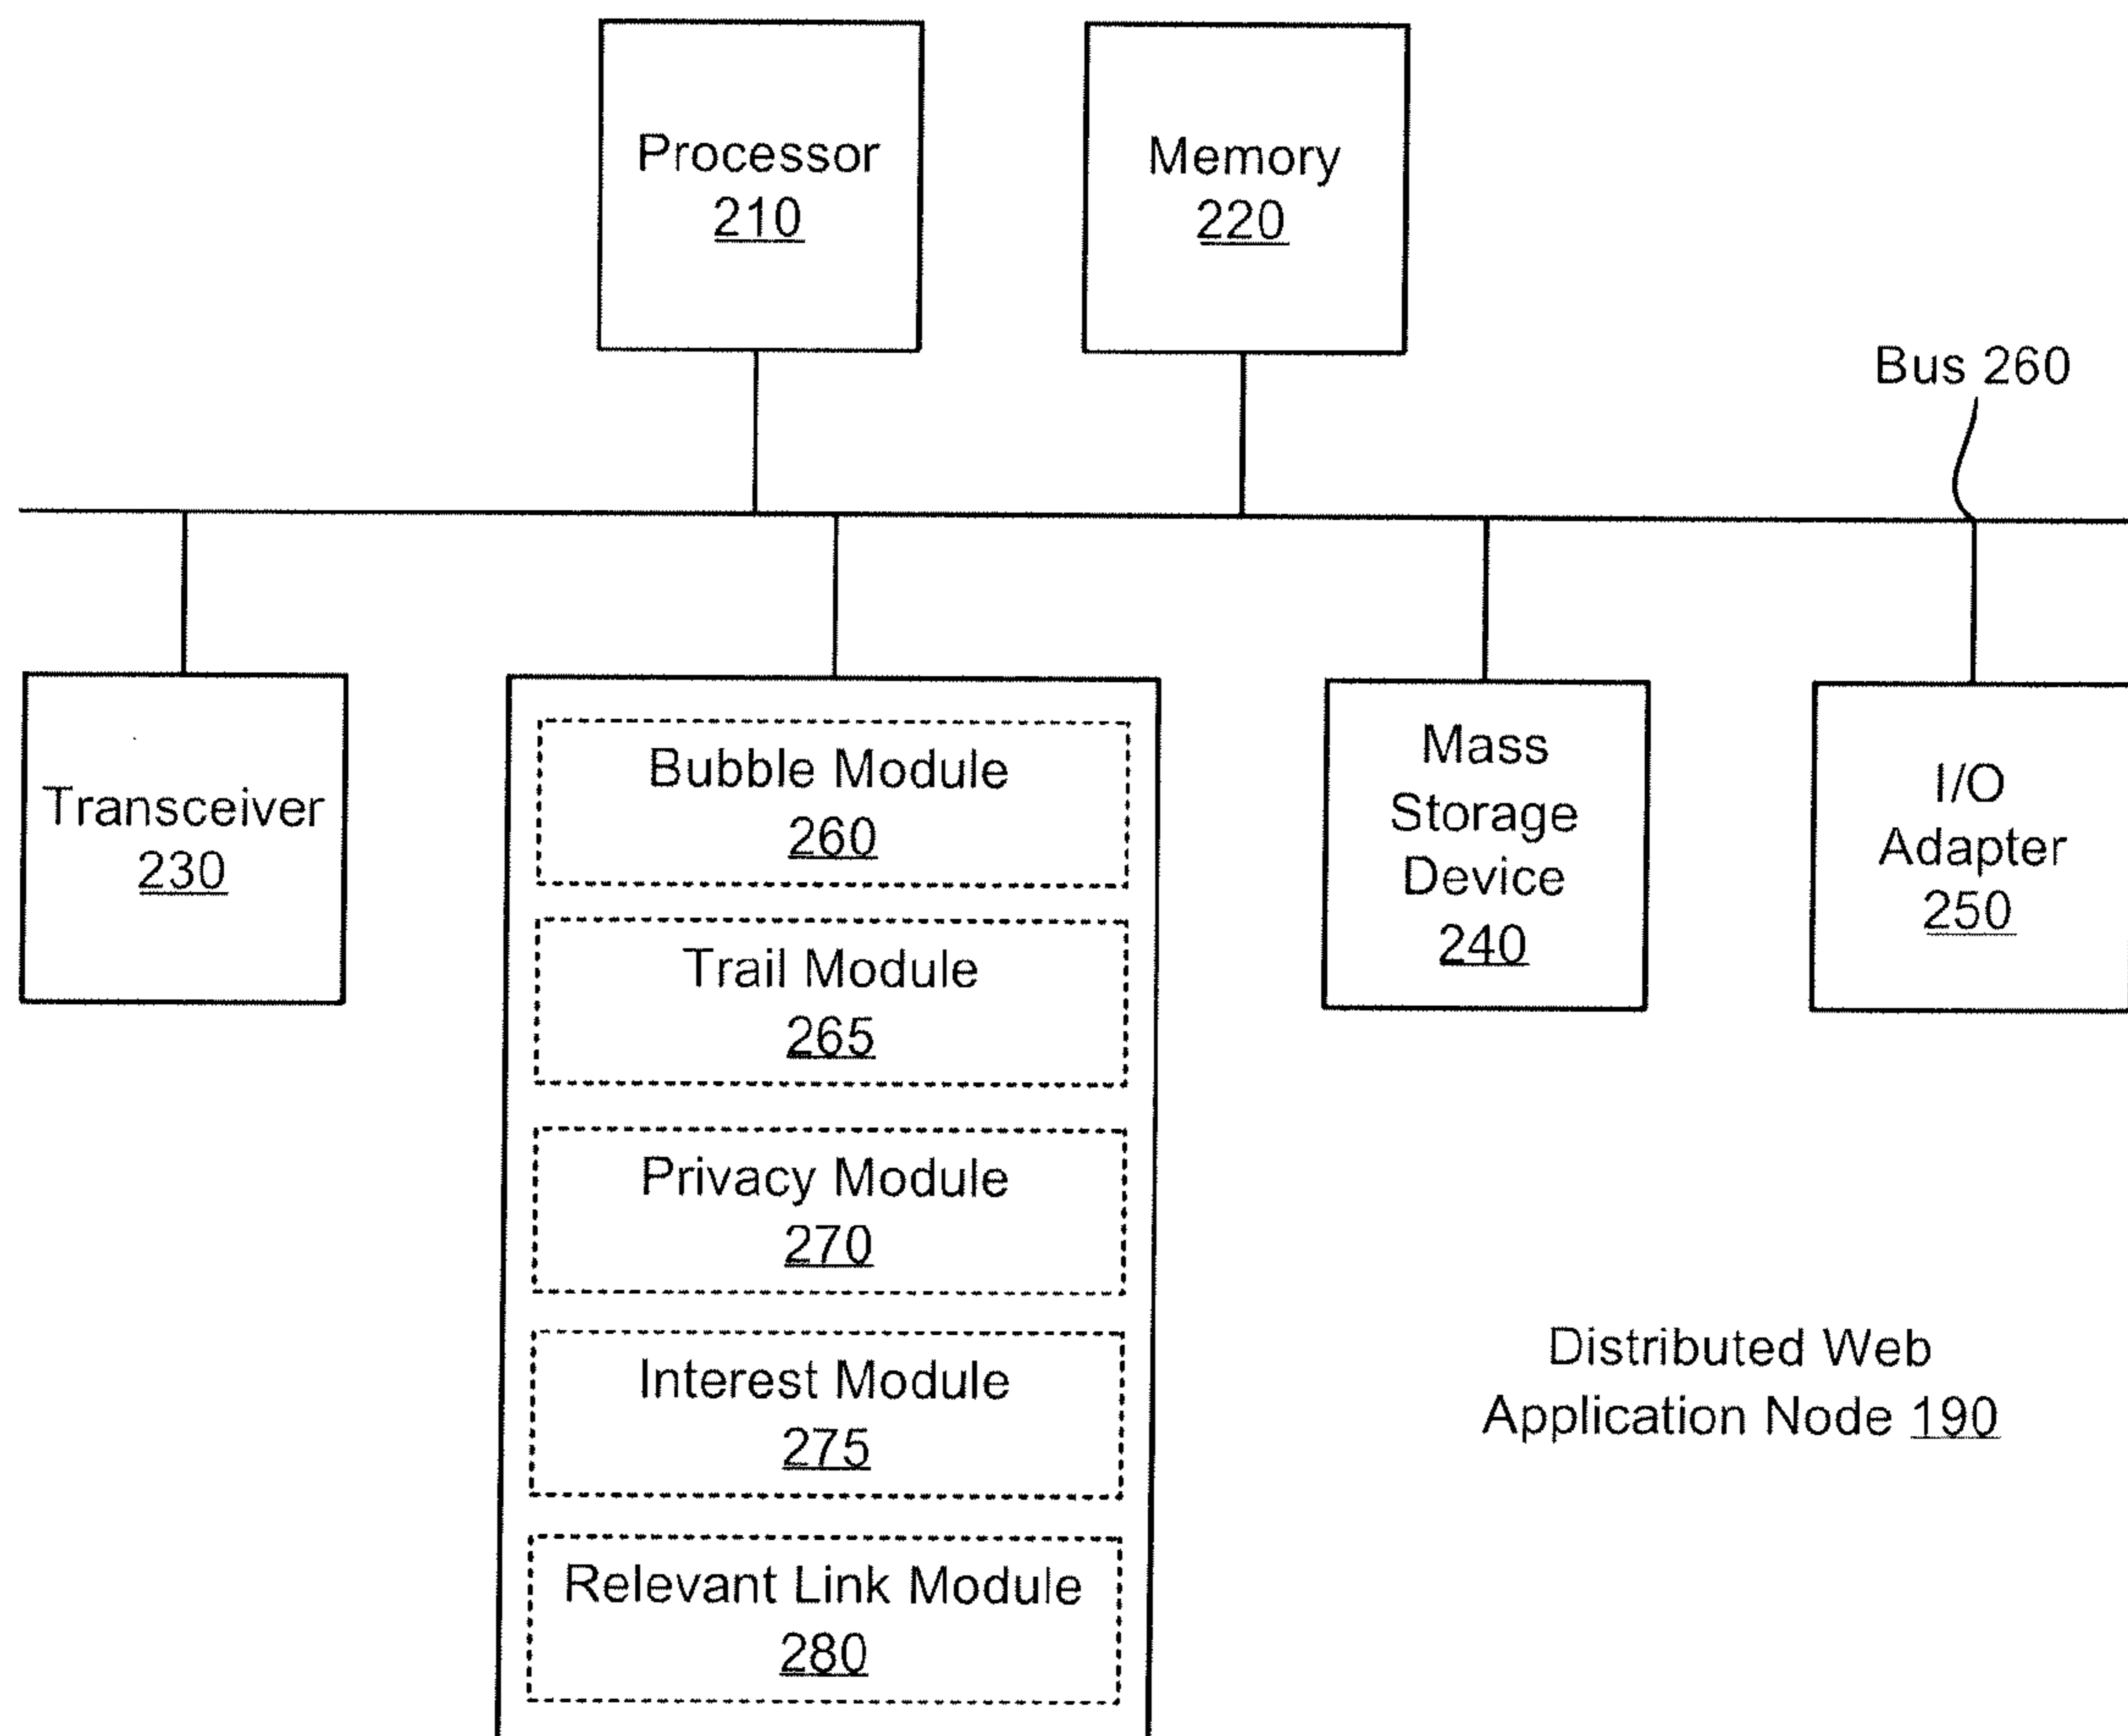 Processor
210
Memory
220
Bus 260
Transceiver
230
Bubble Module
260
Trail Module
265
Privacy Module
270
Interest Module
275
Relevant Link Module
280
Mass
Storage
Device
240
I/O
Adapter
250
Distributed Web
Application Node 190